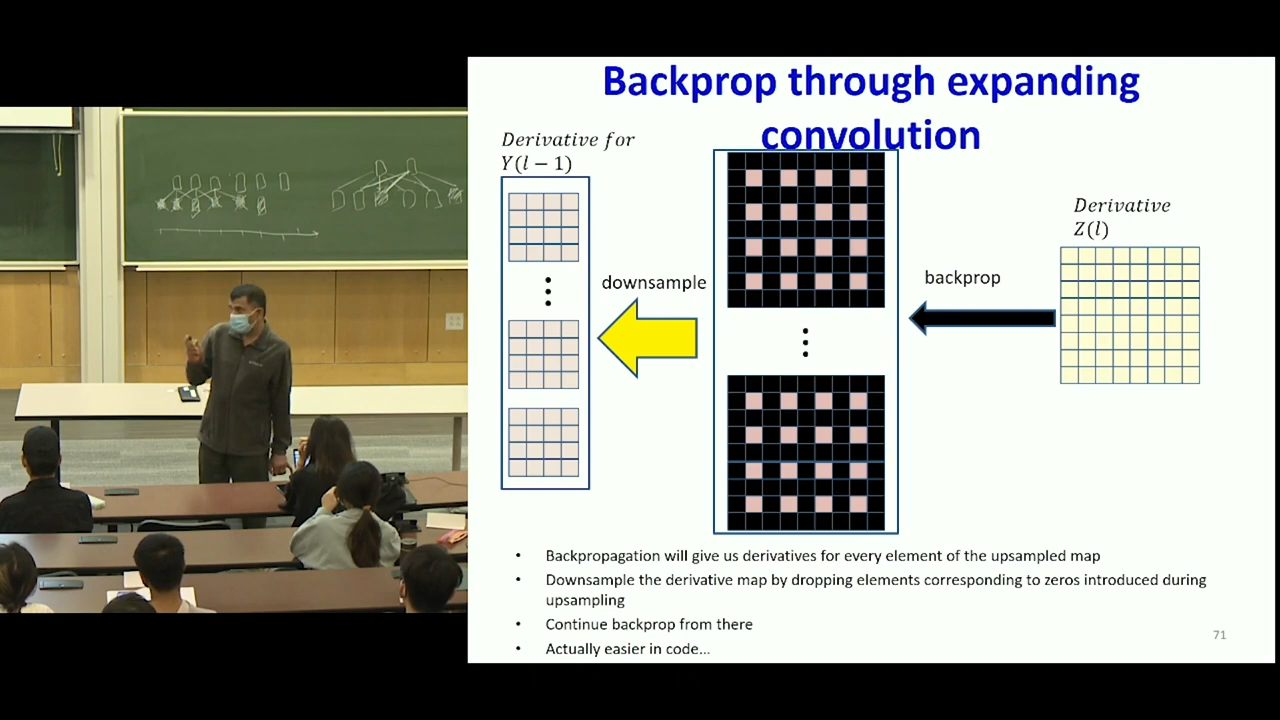 Backprop through expanding
convolution
Derivative for
Y(l − 1)
downsample
backprop
Derivative
Z(l)
• Backpropagation will give us derivatives for every element of the upsampled map
• Downsample the derivative map by dropping elements corresponding to zeros introduced during
upsampling
• Continue backprop from there
• Actually easier in code...
71